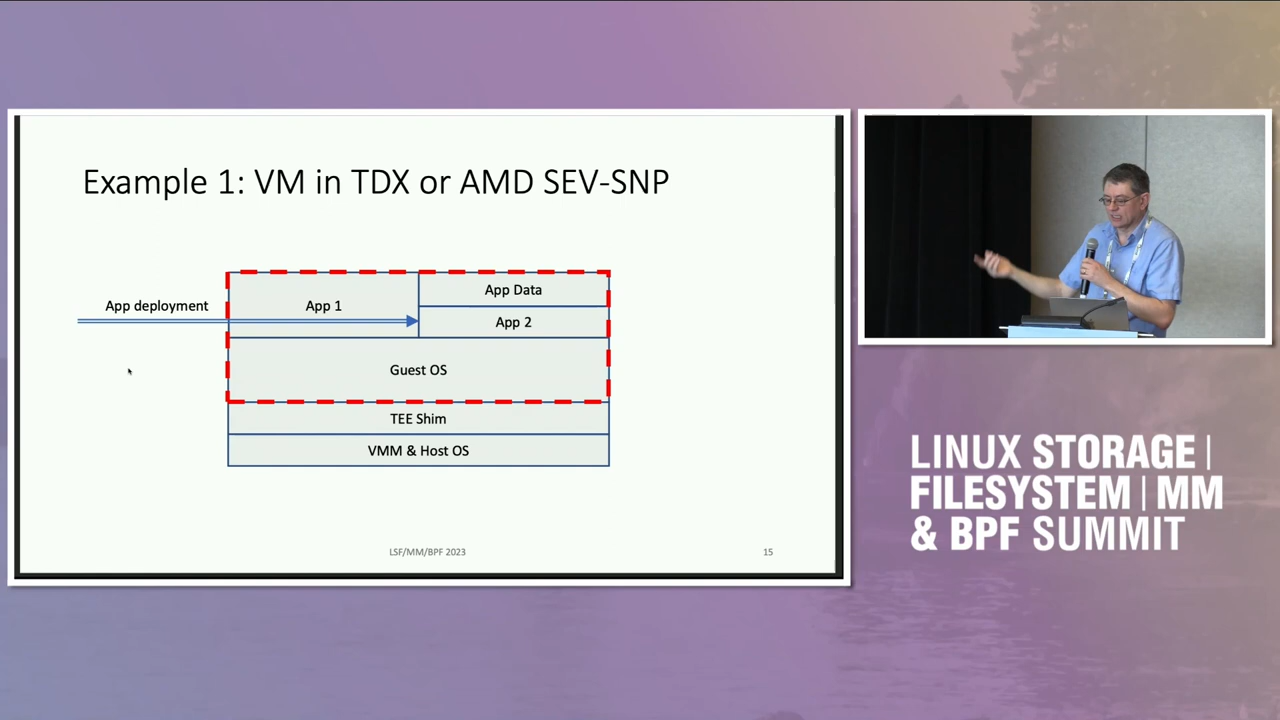 Example 1: VM in TDX or AMD SEV-SNP
App deployment
App 1
App Data
App 2
Guest OS
TEE Shim
VMM & Host OS
LSF/MM/BPF 2023
15
LINUX STORAGE |
FILESYSTEM | MM
& BPF SUMMIT